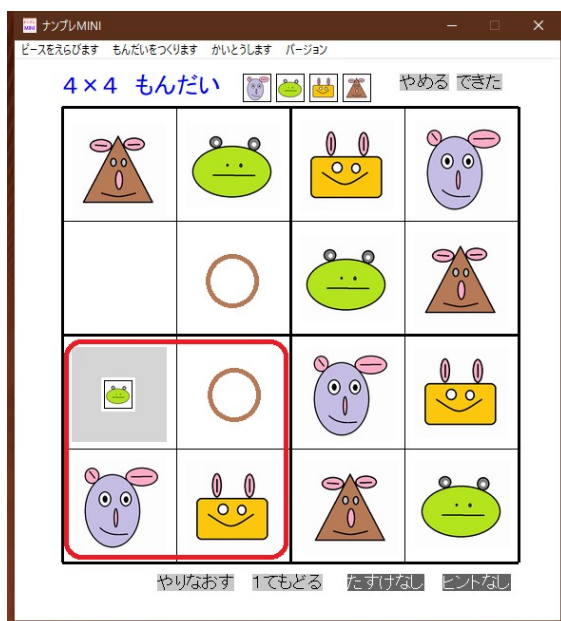 MINI ナンプレMINI
ピースをえらびます もんだいをつくります かいとうします バージョン
4×4 もんだい やめる できた
やりなおす 1てもどる たすけなし ヒントなし